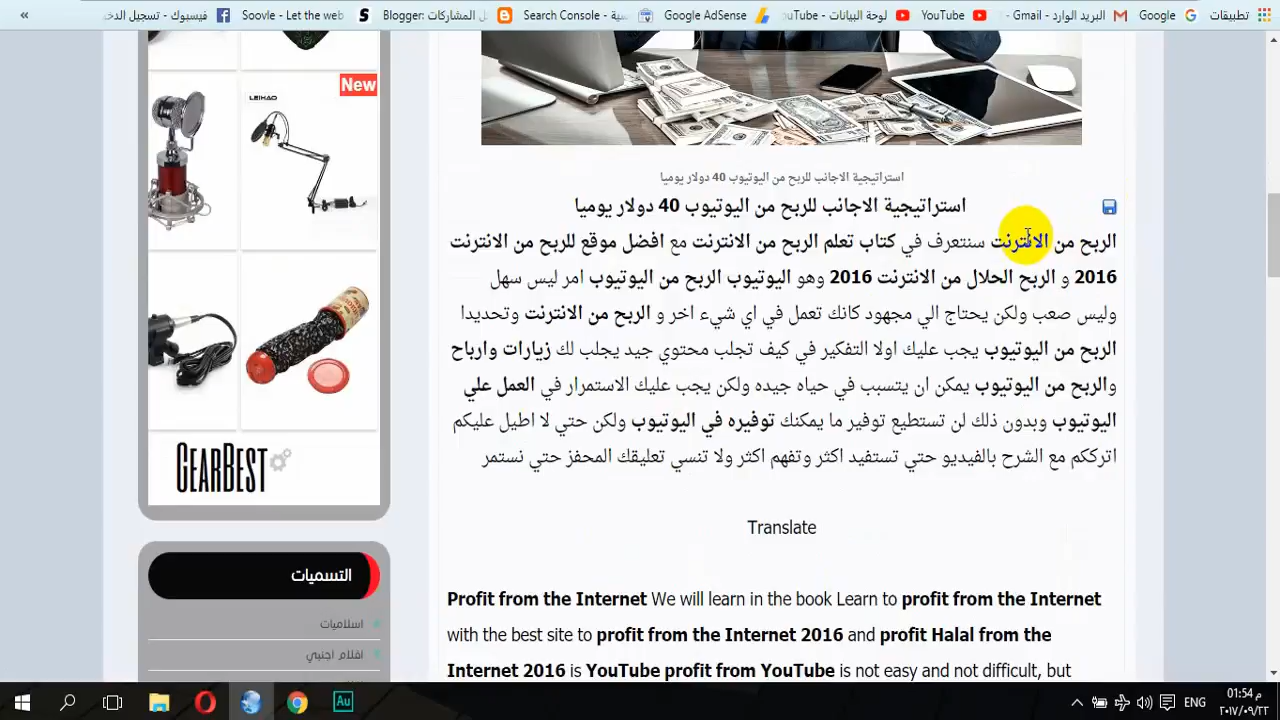 «
فيسبوك - تسجيل الدخ
Soovle - Let the web
Blogger: ل المشاركات
Search Console - سية
Google AdSense
لوحة البيانات - ouTube
YouTube
البريد الوارد - Gmail
Google
تطبيقات
New
LEIHAO
استراتيجية الاجانب للربح من اليوتيوب 40 دولار يوميا
استراتيجية الاجانب للربح من اليوتيوب 40 دولار يوميا
الربح من الانترنت سنتعرف في كتاب تعلم الربح من الانترنت مع افضل موقع للربح من الانترنت
2016 و الربح الحلال من الانترنت 2016 وهو اليوتيوب الربح من اليوتيوب امر ليس سهل
وليس صعب ولكن يحتاج الي مجهود كانك تعمل في اي شيء اخر و الربح من الانترنت وتحديدا
الربح من اليوتيوب يجب عليك اولا التفكير في كيف تجلب محتوي جيد يجلب لك زيارات وارباح
والربح من اليوتيوب يمكن ان يتسبب في حياه جيده ولكن يجب عليك الاستمرار في العمل علي
اليوتيوب وبدون ذلك لن تستطيع توفير ما يمكنك توفيره في اليوتيوب ولكن حتي لا اطيل عليكم
اترككم مع الشرح بالفيديو حتي تستفيد اكثر وتفهم اكثر ولا تنسي تعليقك المحفز حتي نستمر
Translate
Profit from the Internet We will learn in the book Learn to profit from the Internet
with the best site to profit from the Internet 2016 and profit Halal from the
Internet 2016 is YouTube profit from YouTube is not easy and not difficult, but
GEARBEST
التسميات
اسلاميات
افلام اجنبي
Au
ENG
01:54 م
٢٠١٧/٠٩/٢٢